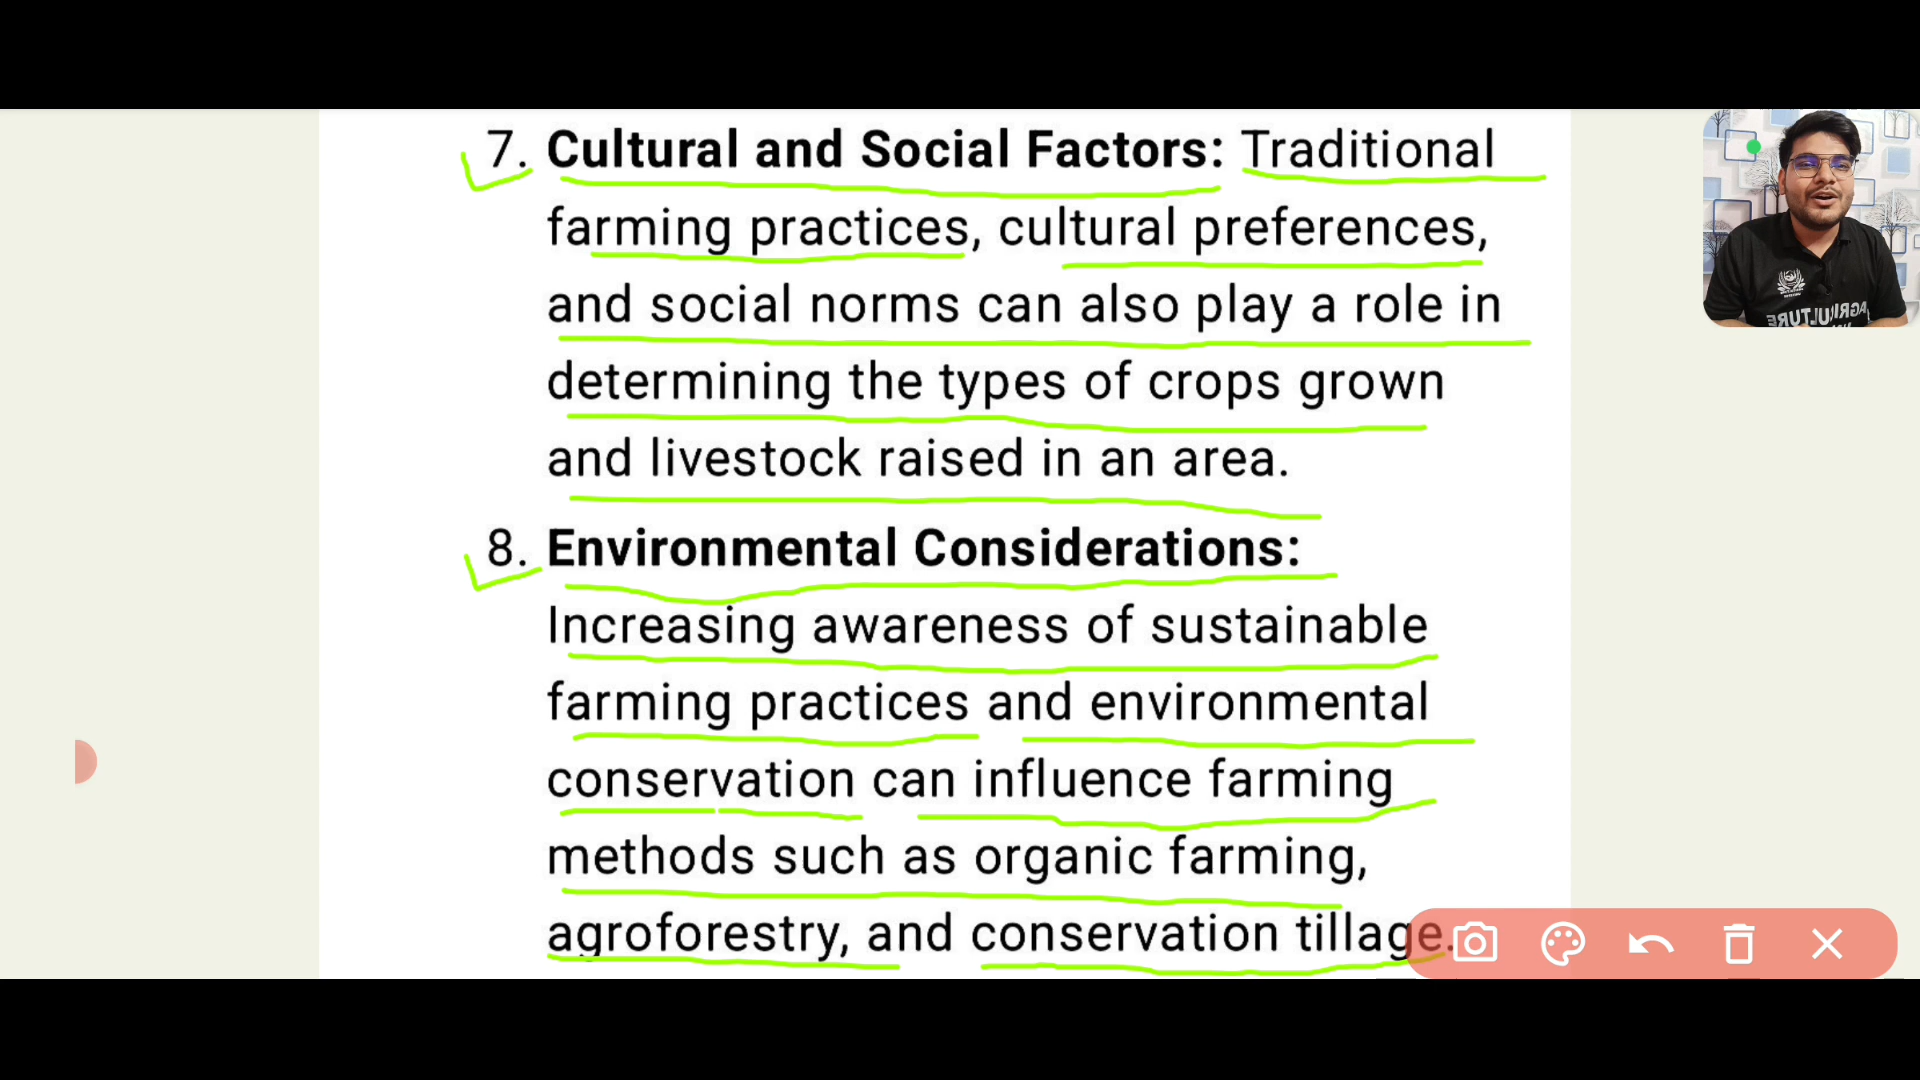 7. Cultural and Social Factors: Traditional
farming practices, cultural preferences,
and social norms can also play a role in
determining the types of crops grown
and livestock raised in an area.
8. Environmental Considerations:
Increasing awareness of sustainable
farming practices and environmental
conservation can influence farming
methods such as organic farming,
agroforestry, and conservation tillage.
AGRICULTURE